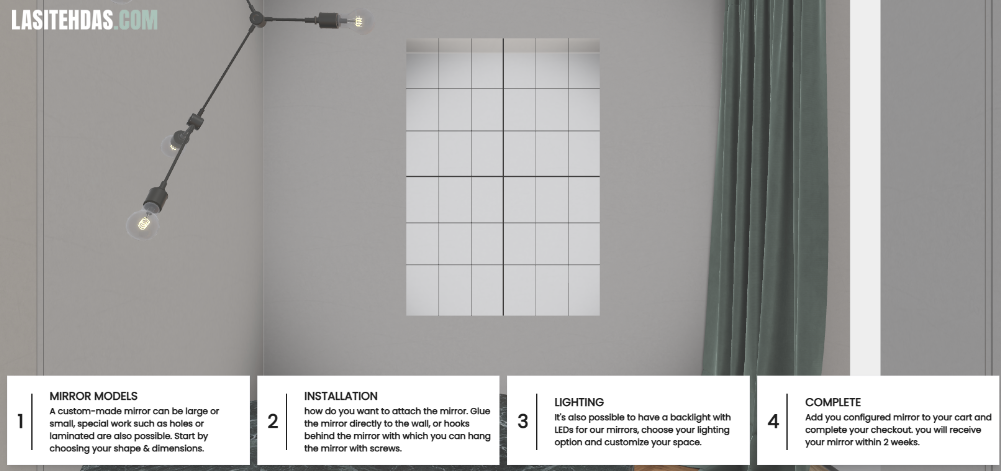 LASITEHDAS.COM
1
MIRROR MODELS
A custom-made mirror can be large or
small, special work such as holes or
laminated are also possible. Start by
choosing your shape & dimensions.
2
INSTALLATION
how do you want to attach the mirror. Glue
the mirror directly to the wall, or hooks
behind the mirror with which you can hang
the mirror with screws.
3
LIGHTING
It's also possible to have a backlight with
LEDs for our mirrors, choose your lighting
option and customize your space.
4
COMPLETE
Add you configured mirror to your cart and
complete your checkout. you will receive
your mirror within 2 weeks.